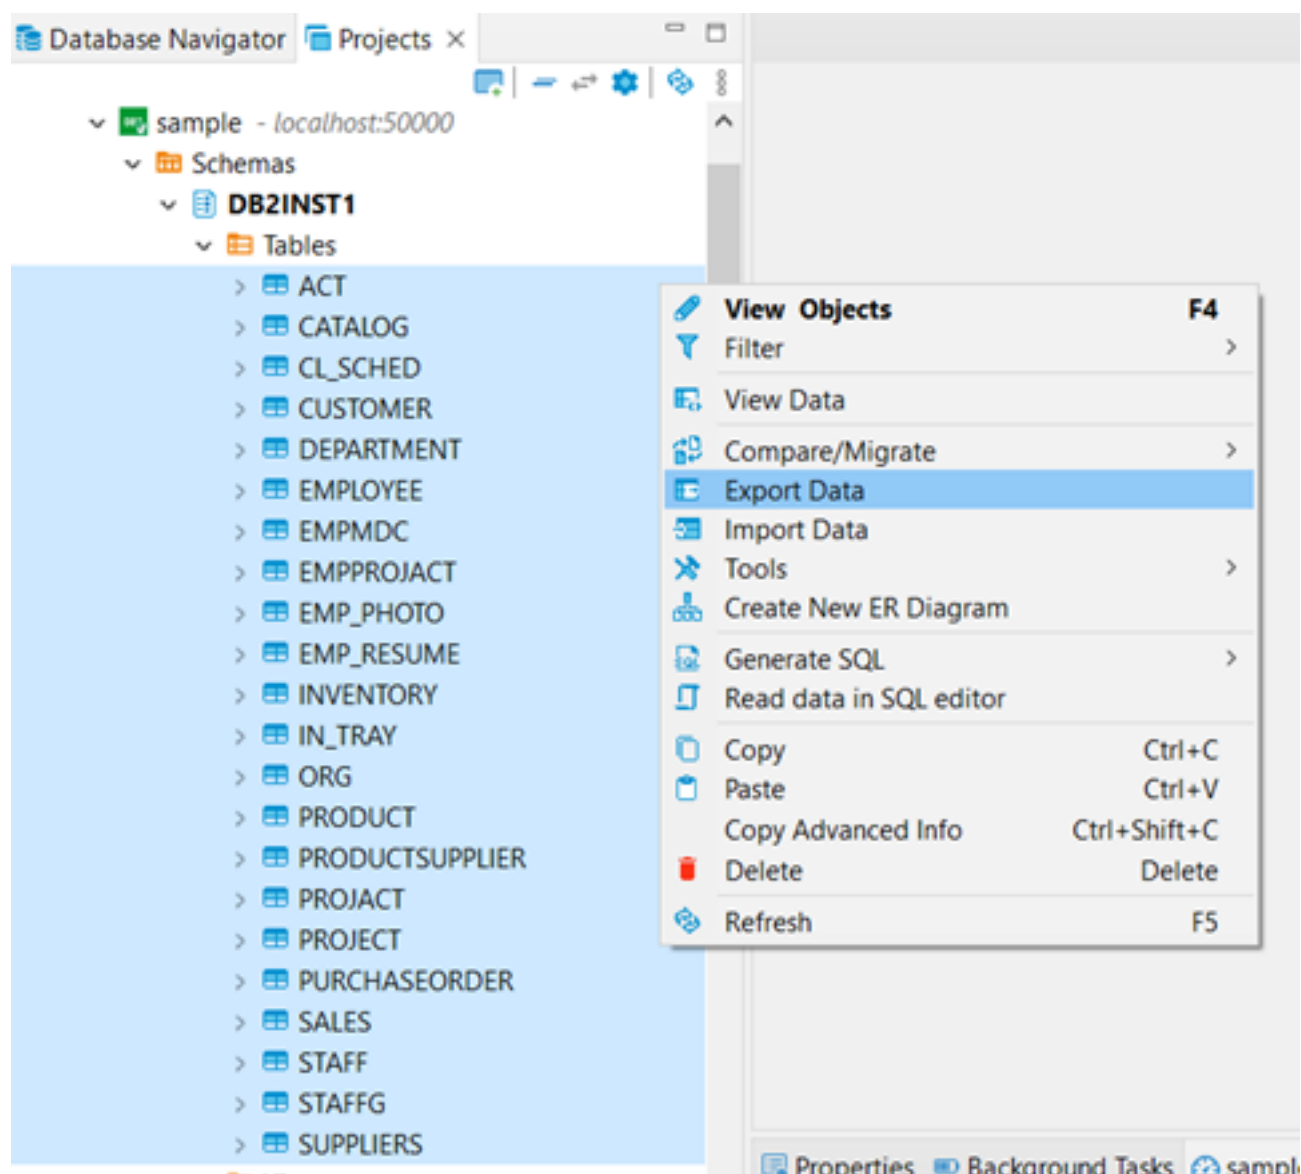 Database Navigator
Projects
sample - localhost:50000
Schemas
DB2INST1
Tables
ACT
CATALOG
CL_SCHED
CUSTOMER
DEPARTMENT
EMPLOYEE
EMPMDC
EMPPROJACT
EMP_PHOTO
EMP_RESUME
INVENTORY
IN_TRAY
ORG
PRODUCT
PRODUCTSUPPLIER
PROJACT
PROJECT
PURCHASEORDER
SALES
STAFF
STAFFG
SUPPLIERS
View Objects F4
Filter
View Data
Compare/Migrate
Export Data
Import Data
Tools
Create New ER Diagram
Generate SQL
Read data in SQL editor
Copy Ctrl+C
Paste Ctrl+V
Copy Advanced Info Ctrl+Shift+C
Delete Delete
Refresh F5
Properties Background Tasks sample